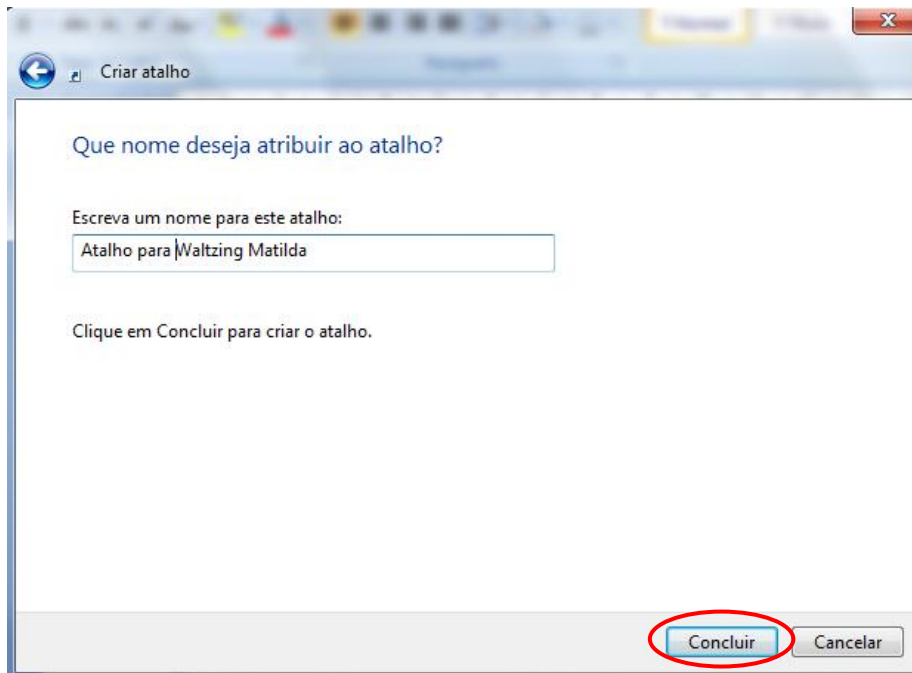 Criar atalho
Que nome deseja atribuir ao atalho?
Escreva um nome para este atalho:
Atalho para Waltzing Matilda
Clique em Concluir para criar o atalho.
Concluir
Cancelar